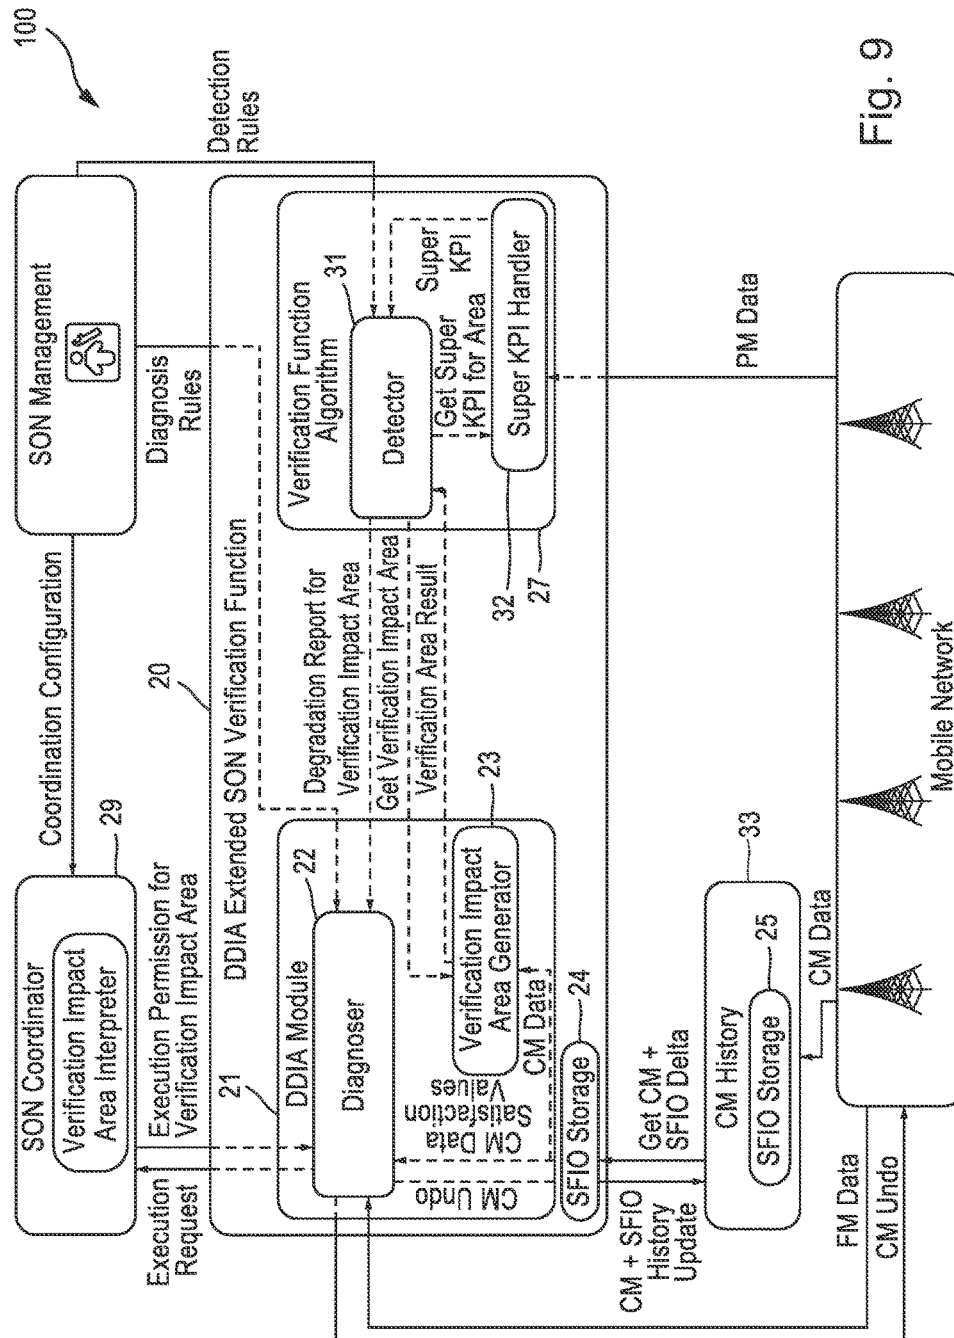 100
SON Management
Detection
Rules
Diagnosis
Rules
Coordination Configuration
29
SON Coordinator
Verification Impact
Area Interpreter
Execution Permission for
Verification Impact Area
Execution
Request
20
DDIA Extended SON Verification Function
Verification Function
Algorithm
31
Detector
Super
KPI
Get Super
KPI for Area
Super KPI Handler
32
27
Degradation Report for
Verification Impact Area
Get Verification Impact Area
Verification Area Result
21
DDIA Module
22
Diagnoser
23
Verification Impact
Area Generator
CM Data
CM Data
Satisfaction
Values
CM Undo
24
SFIO Storage
Get CM +
SFIO Delta
CM + SFIO
History
Update
33
CM History
25
SFIO Storage
CM Data
PM Data
FM Data
CM Undo
Mobile Network
Fig. 9